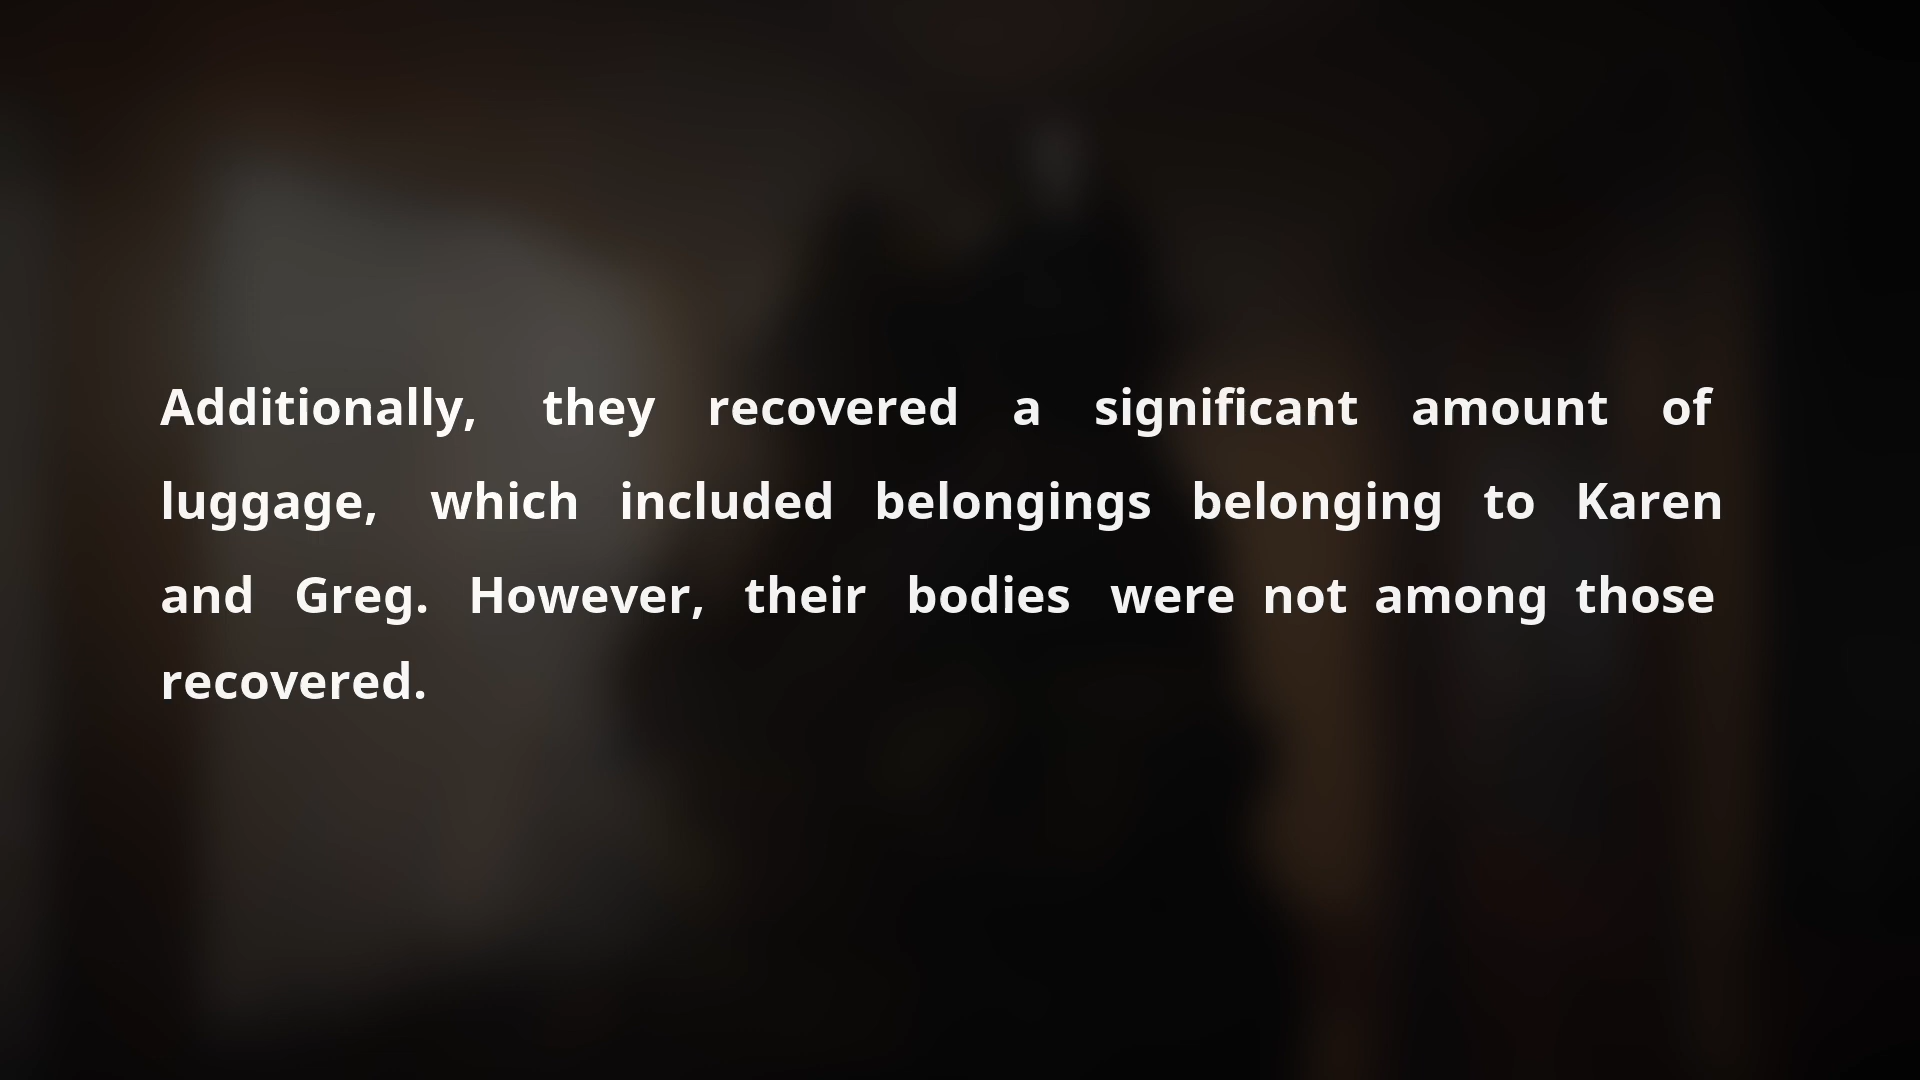 Additionally, they recovered a significant amount of
luggage, which included belongings belonging to Karen
and Greg. However, their bodies were not among those
recovered.